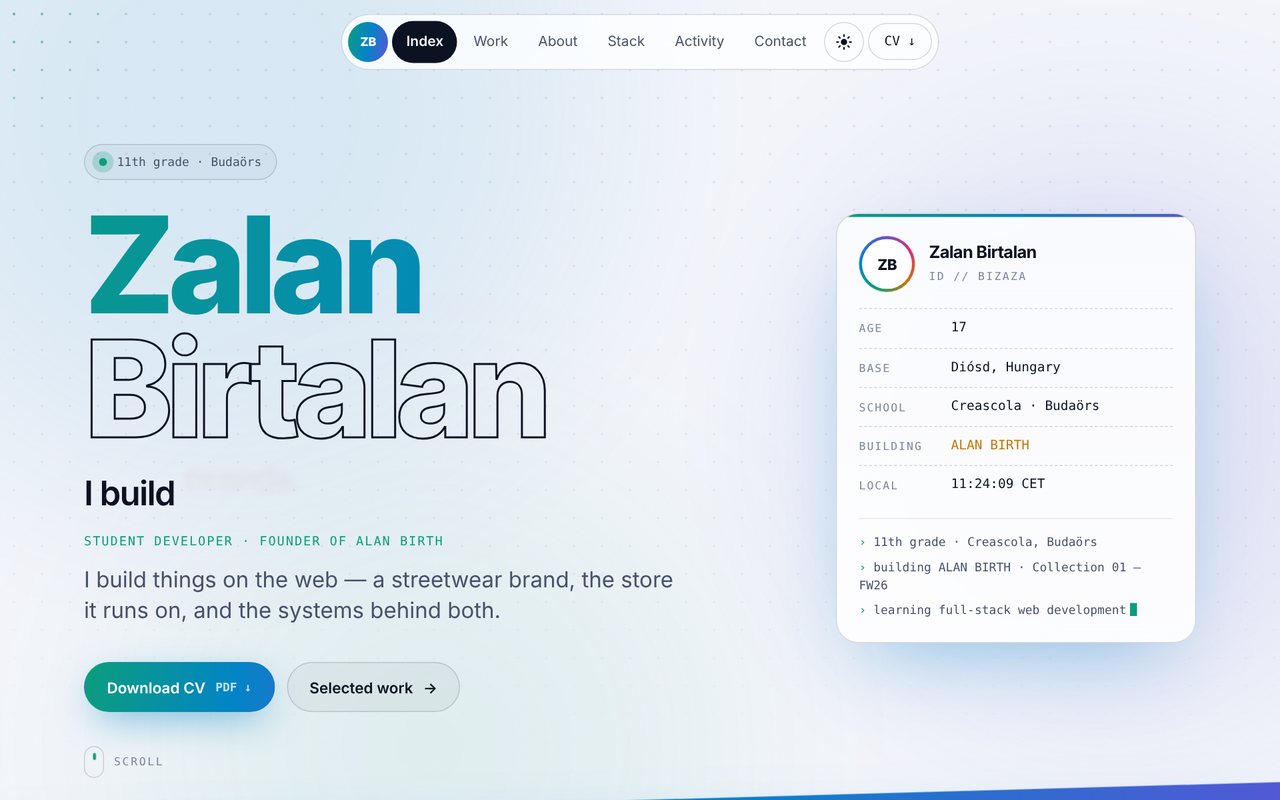 ZB Index Work About Stack Activity Contact CV ↓
11th grade · Budaörs
Zalan
Birtalan
I build
STUDENT DEVELOPER · FOUNDER OF ALAN BIRTH
I build things on the web — a streetwear brand, the store
it runs on, and the systems behind both.
Download CV PDF ↓
Selected work →
SCROLL
ZB
Zalan Birtalan
ID // BIZAZA
AGE 17
BASE Diósd, Hungary
SCHOOL Creascola · Budaörs
BUILDING ALAN BIRTH
LOCAL 11:24:09 CET
› 11th grade · Creascola, Budaörs
› building ALAN BIRTH · Collection 01 —
FW26
› learning full-stack web development